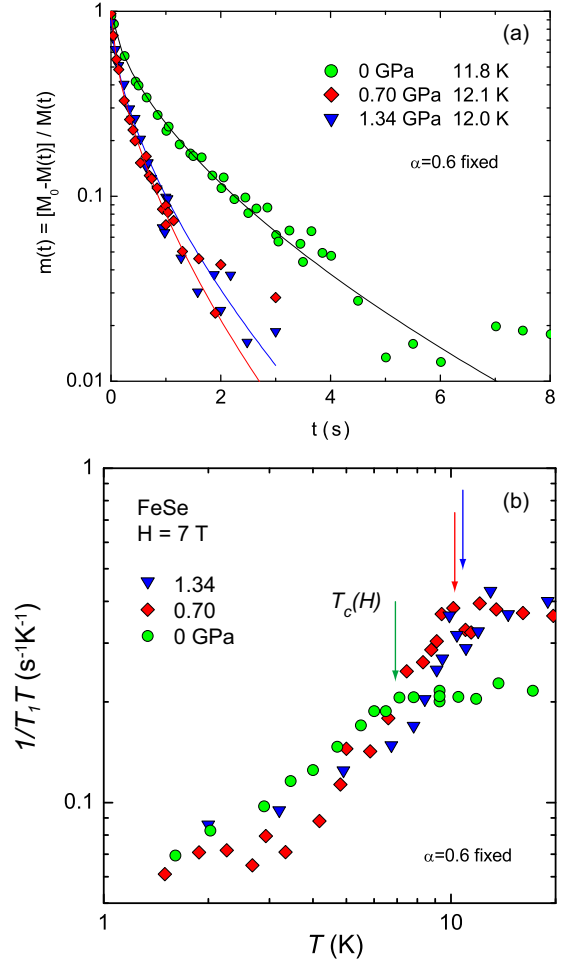 1
(a)
0 GPa 11.8 K
0.70 GPa 12.1 K
1.34 GPa 12.0 K
α=0.6 fixed
m(t) = [M_0-M(t)] / M(t)
0.1
0.01
0 2 4 6 8
t (s)
1
(b)
FeSe
H = 7 T
1.34
0.70
0 GPa
T_c(H)
1/T_1T (s⁻¹K⁻¹)
0.1
α=0.6 fixed
1 10
T (K)